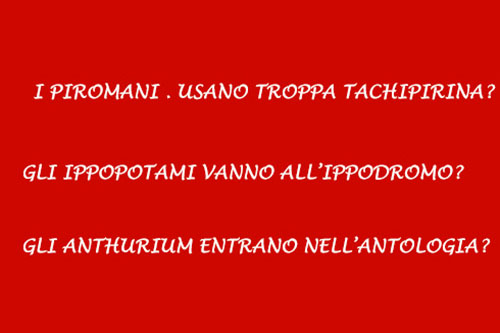 I PIROMANI . USANO TROPPA TACHIPIRINA?
GLI IPPOPOTAMI VANNO ALL'IPPODROMO?
GLI ANTHURIUM ENTRANO NELL'ANTOLOGIA?